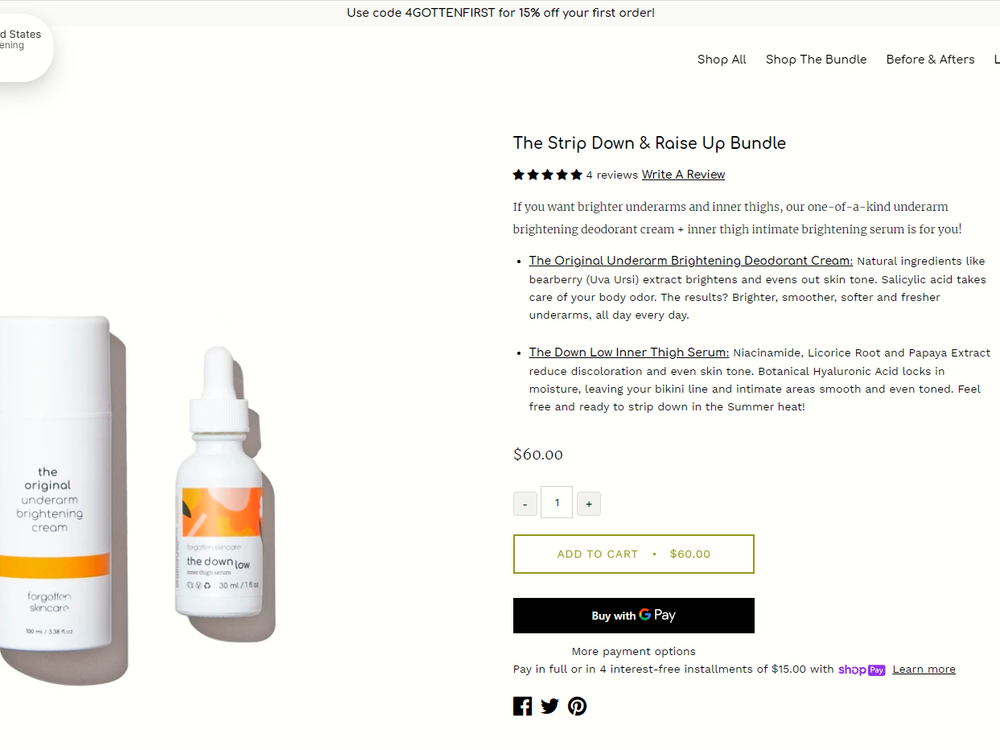 Use code 4GOTTENFIRST for 15% off your first order!
d States
ening
Shop All
Shop The Bundle
Before & Afters
L
The Strip Down & Raise Up Bundle
4 reviews Write A Review
If you want brighter underarms and inner thighs, our one-of-a-kind underarm
brightening deodorant cream + inner thigh intimate brightening serum is for you!
• The Original Underarm Brightening Deodorant Cream: Natural ingredients like
bearberry (Uva Ursi) extract brightens and evens out skin tone. Salicylic acid takes
care of your body odor. The results? Brighter, smoother, softer and fresher
underarms, all day every day.
• The Down Low Inner Thigh Serum: Niacinamide, Licorice Root and Papaya Extract
reduce discoloration and even skin tone. Botanical Hyaluronic Acid locks in
moisture, leaving your bikini line and intimate areas smooth and even toned. Feel
free and ready to strip down in the Summer heat!
$60.00
- 1 +
ADD TO CART • $60.00
Buy with G Pay
More payment options
Pay in full or in 4 interest-free installments of $15.00 with shop Pay Learn more
the
original
underarm
brightening
cream
forgotten
skincare
100 ml / 3.38 fl oz
forgotten skincare
the down low
inner thigh serum
30 ml / 1 fl oz